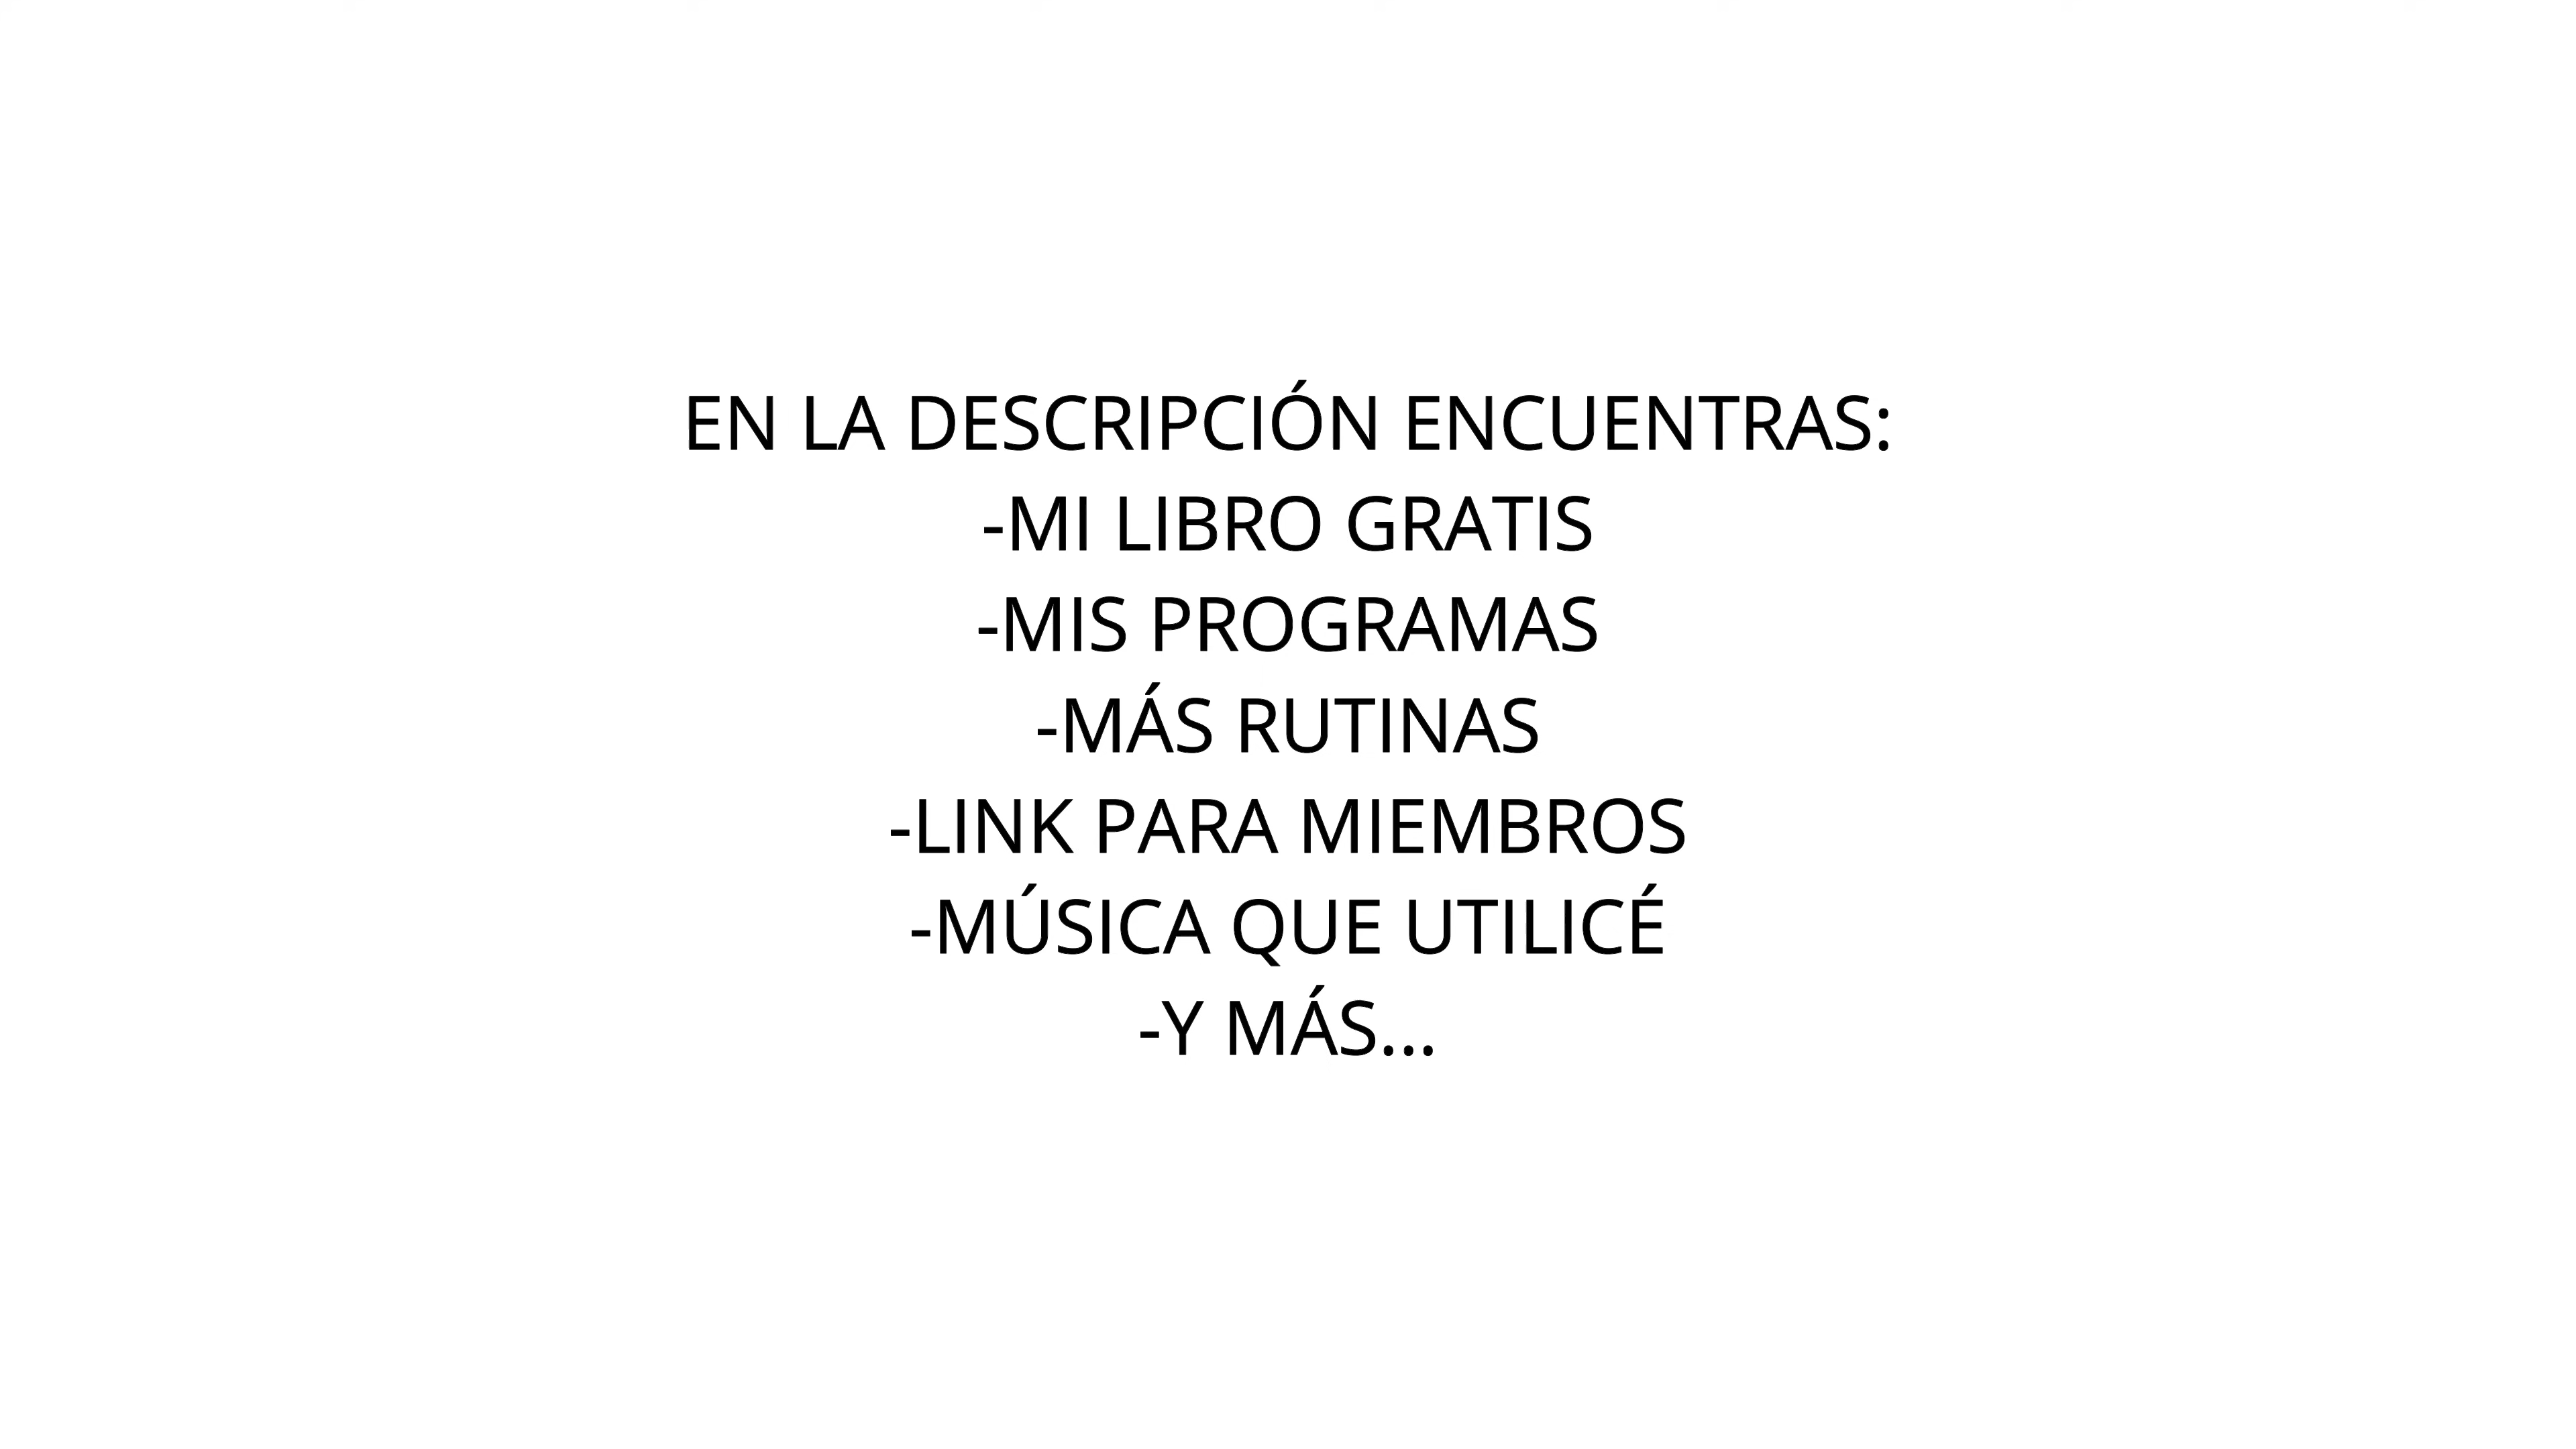 EN LA DESCRIPCIÓN ENCUENTRAS:
-MI LIBRO GRATIS
-MIS PROGRAMAS
-MÁS RUTINAS
-LINK PARA MIEMBROS
-MÚSICA QUE UTILICÉ
-Y MÁS...